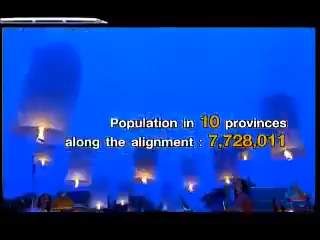 Population in 10 provinces
along the alignment : 7,728,011